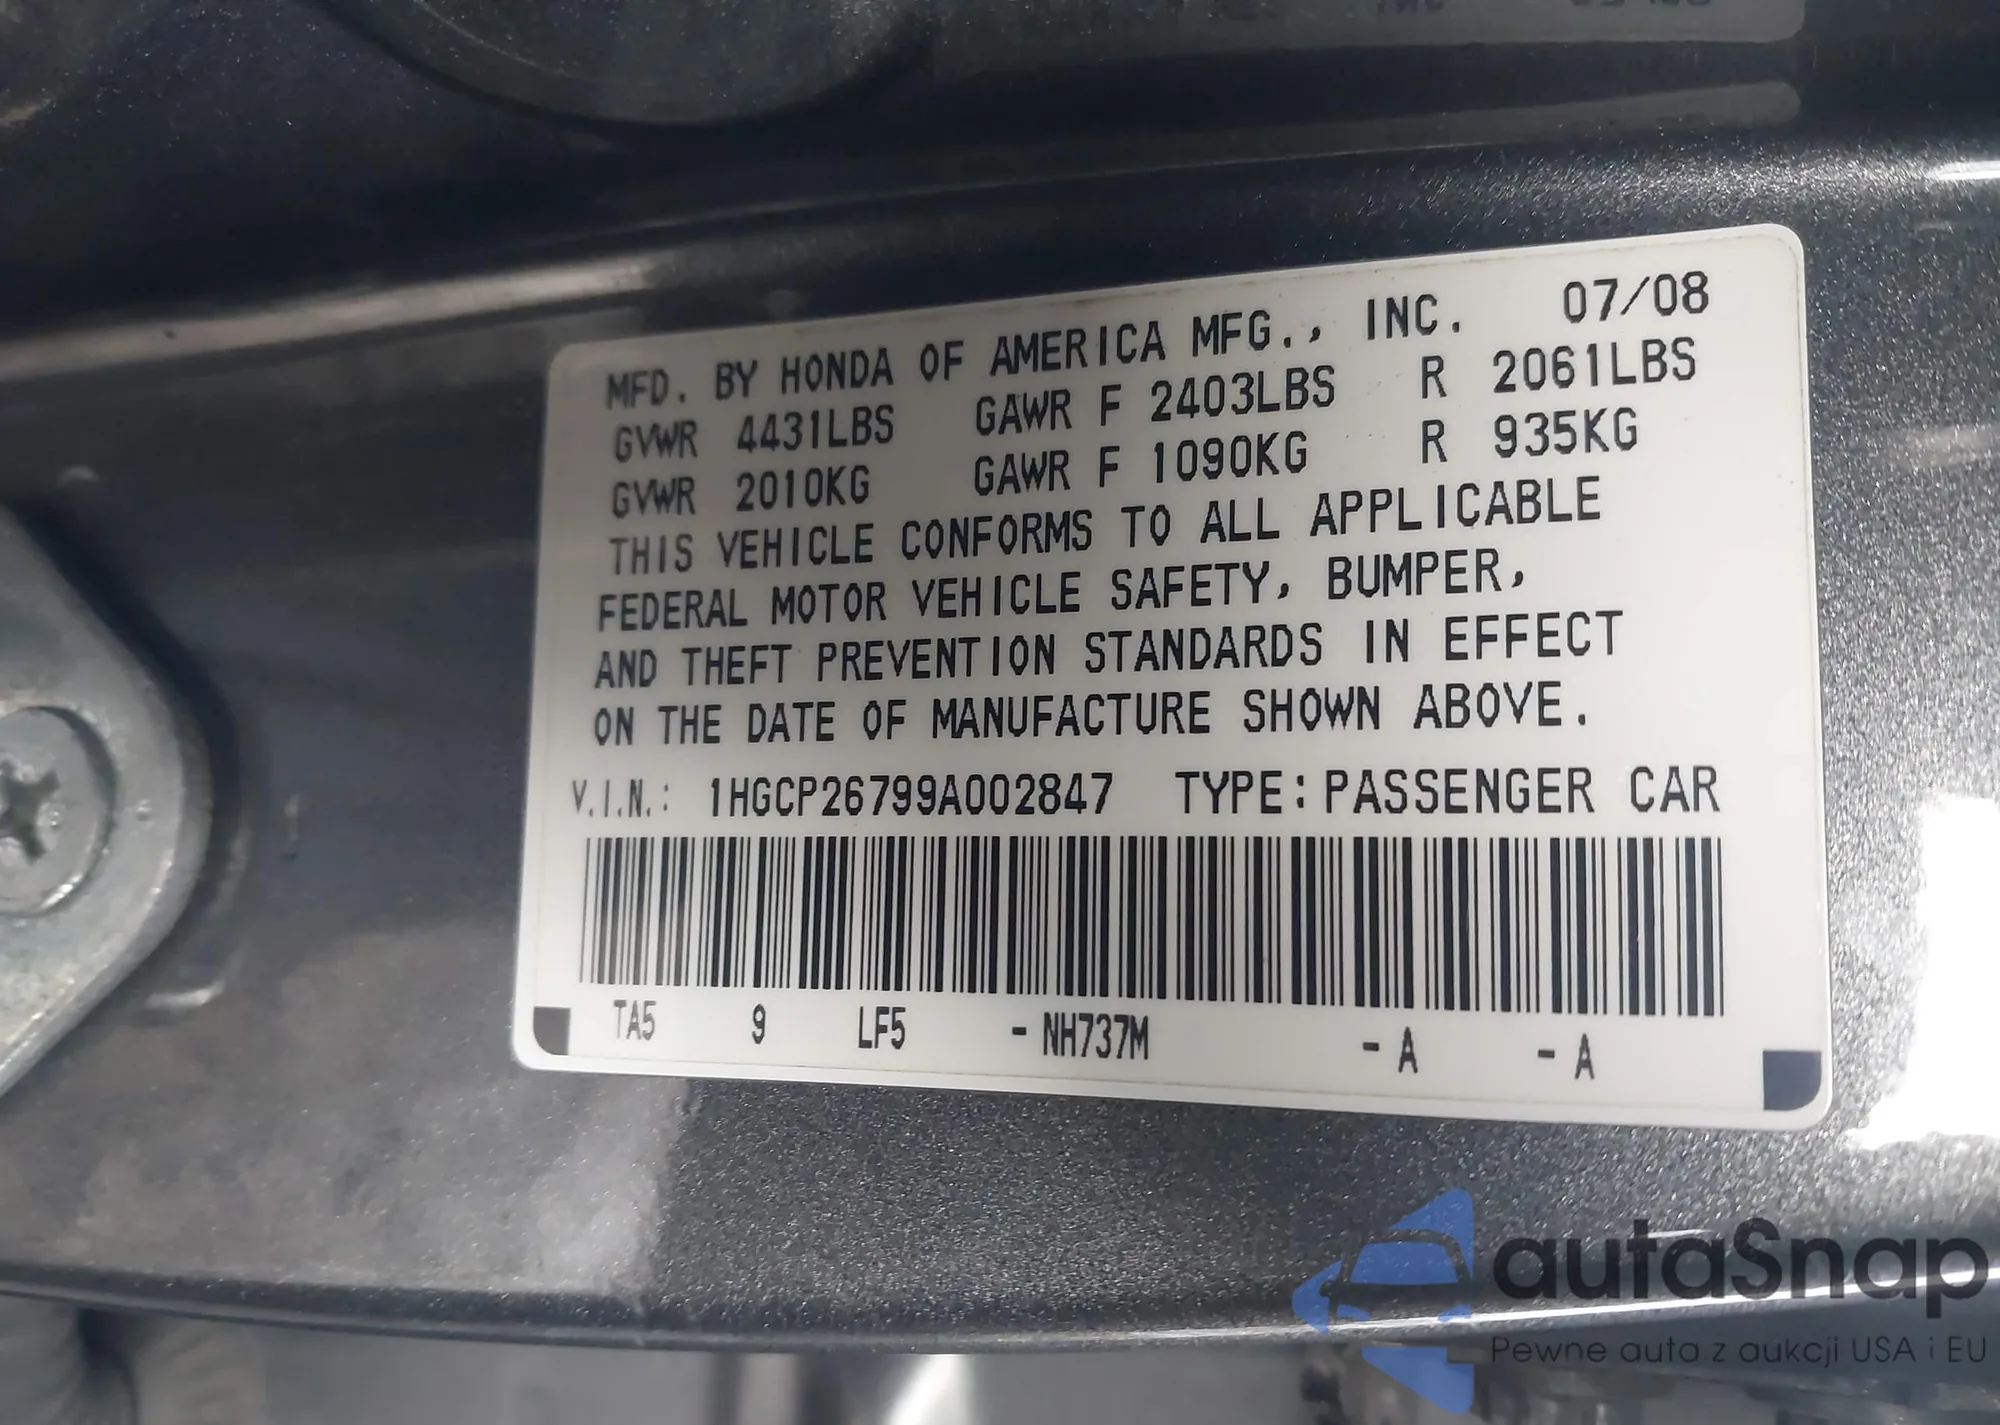 MFD. BY HONDA OF AMERICA MFG., INC. 07/08
GVWR 4431LBS GAWR F 2403LBS R 2061LBS
GVWR 2010KG GAWR F 1090KG R 935KG
THIS VEHICLE CONFORMS TO ALL APPLICABLE
FEDERAL MOTOR VEHICLE SAFETY, BUMPER,
AND THEFT PREVENTION STANDARDS IN EFFECT
ON THE DATE OF MANUFACTURE SHOWN ABOVE.
V.I.N.: 1HGCP26799A002847 TYPE: PASSENGER CAR
TA5 9 LF5 - NH737M - A - A
autaSnap
Pewne auta z aukcji USA i EU